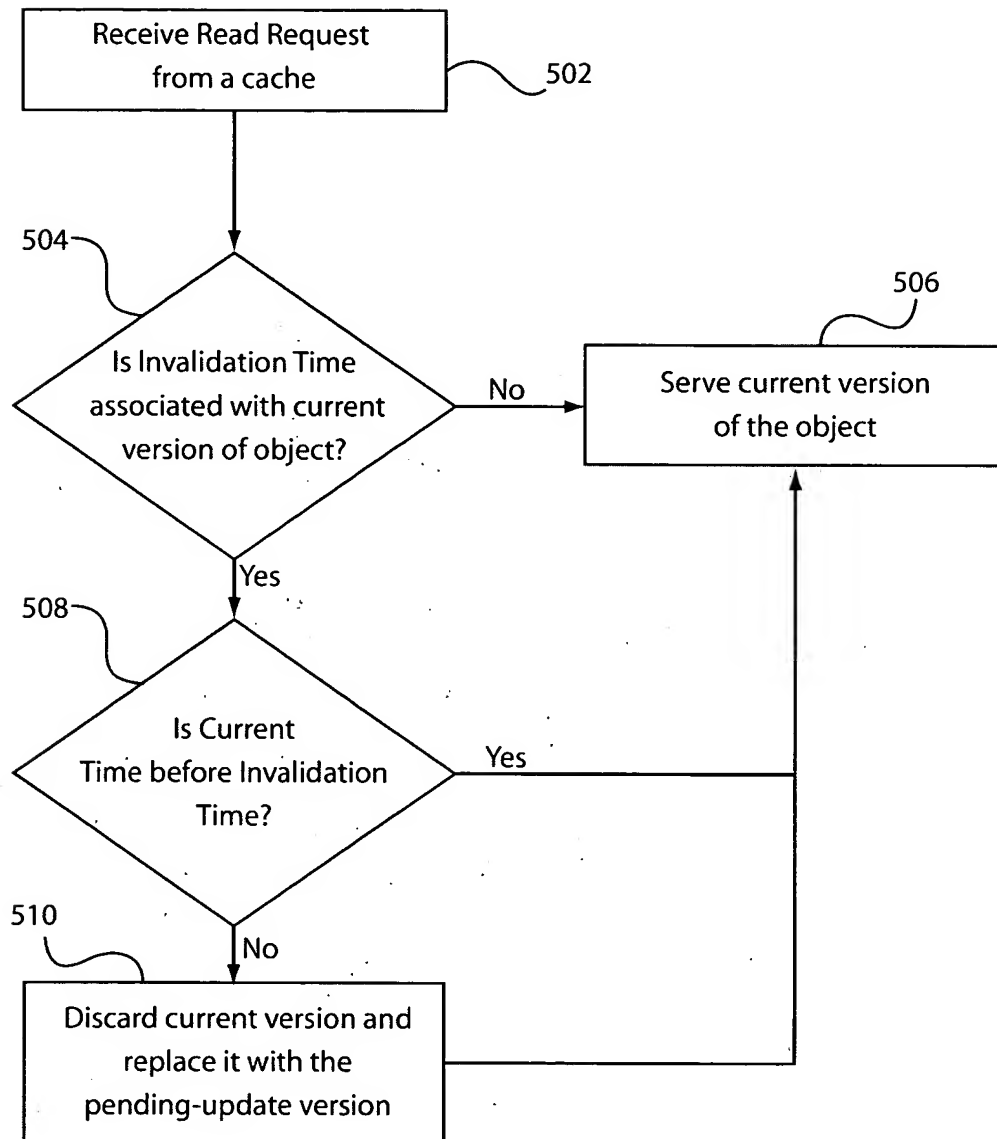 Receive Read Request
from a cache
502
504
Is Invalidation Time
associated with current
version of object?
No
506
Serve current version
of the object
Yes
508
Is Current
Time before Invalidation
Time?
Yes
510
No
Discard current version and
replace it with the
pending-update version